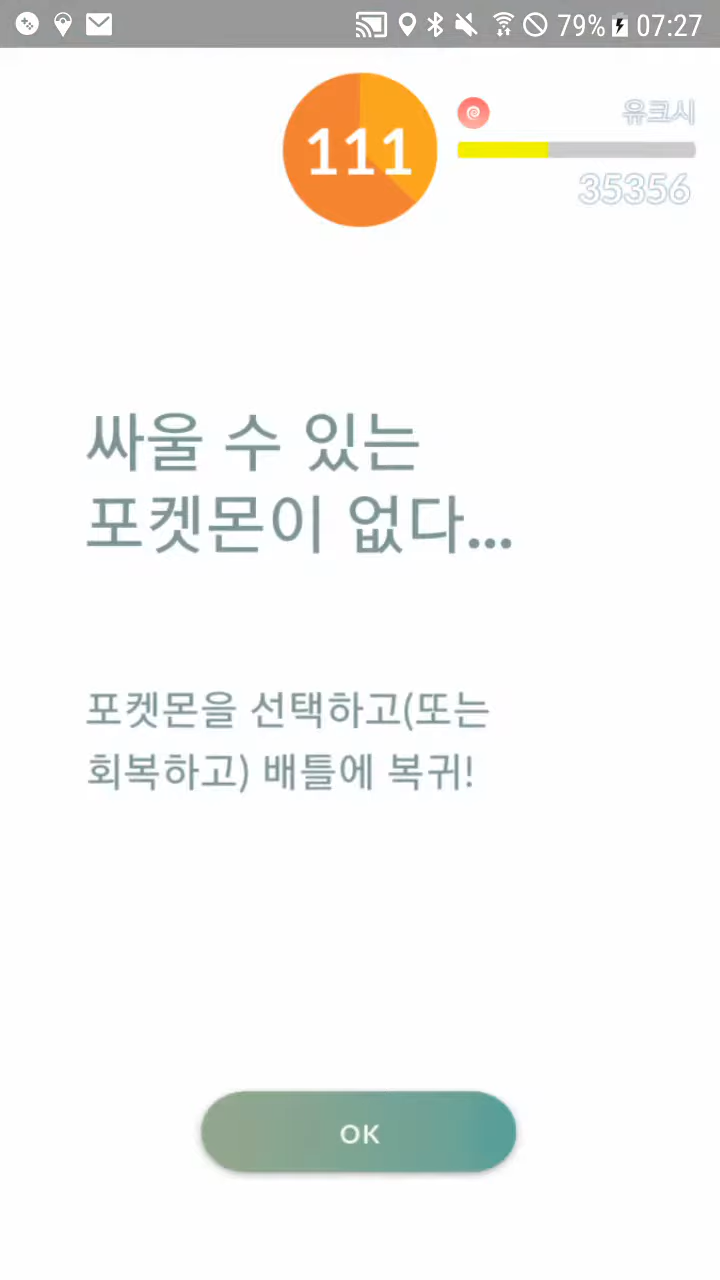 79% 07:27
111
유크시
35356
싸울 수 있는
포켓몬이 없다...
포켓몬을 선택하고(또는
회복하고) 배틀에 복귀!
OK